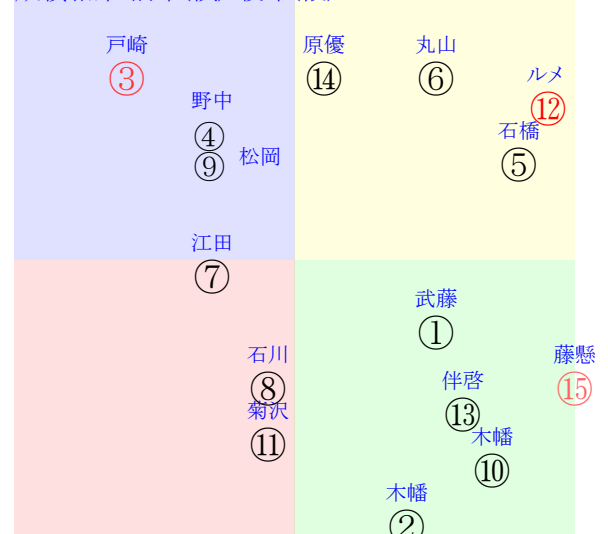 戸崎
③
原優
⑭
丸山
⑥
ルメ
⑫
野中
④
⑨
松岡
石橋
⑤
江田
⑦
武藤
①
石川
⑧
藤懸
⑮
伴啓
⑬
菊沢
⑪
木幡
⑩
木幡
②